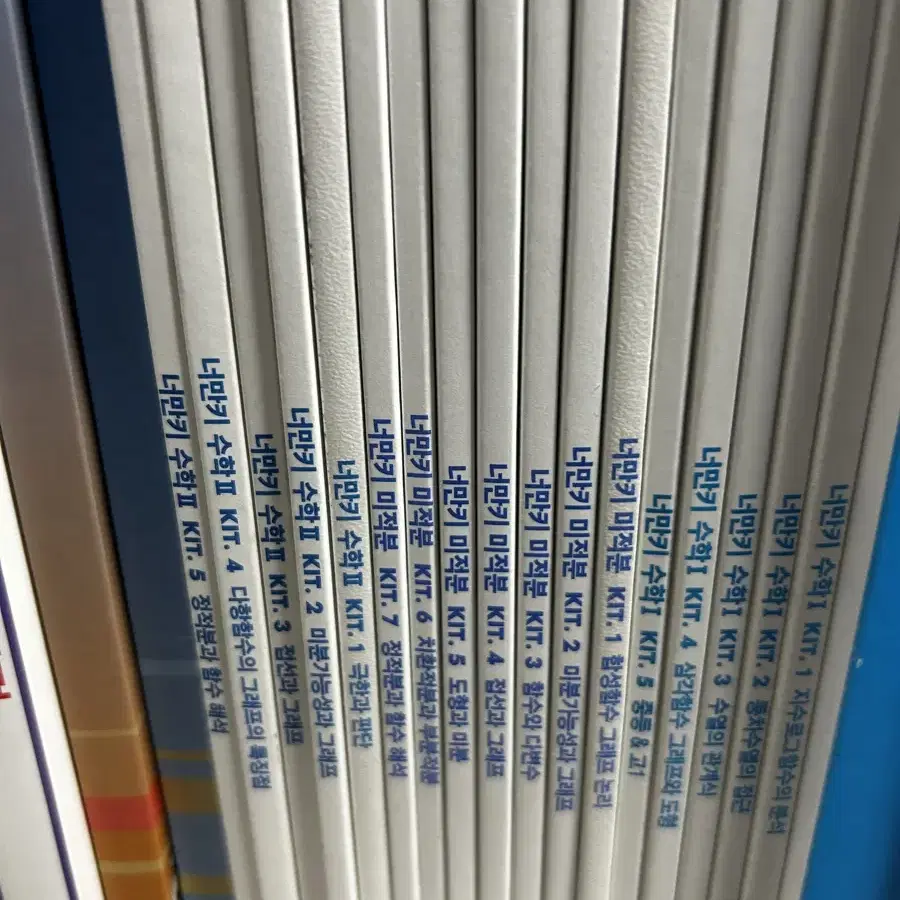 너만키 수학Ⅱ KIT. 5 정적분과 함수 해석
너만키 수학Ⅱ KIT. 4 다항함수의 그래프의 특징점
너만키 수학Ⅱ KIT. 3 접선과 그래프
너만키 수학Ⅱ KIT. 2 미분가능성과 그래프
너만키 수학Ⅱ KIT. 1 극한과 판단
너만키 미적분 KIT. 7 정적분과 함수 해석
너만키 미적분 KIT. 6 치환적분과 부분적분
너만키 미적분 KIT. 5 도형과 미분
너만키 미적분 KIT. 4 접선과 그래프
너만키 미적분 KIT. 3 함수와 다변수
너만키 미적분 KIT. 2 미분가능성과 그래프
너만키 미적분 KIT. 1 합성함수 그래프 논리
너만키 수학Ⅰ KIT. 5 중등 & 고1
너만키 수학Ⅰ KIT. 4 삼각함수 그래프와 도형
너만키 수학Ⅰ KIT. 3 수열의 관계식
너만키 수학Ⅰ KIT. 2 등차수열의 접근
너만키 수학Ⅰ KIT. 1 지수로그함수의 분석